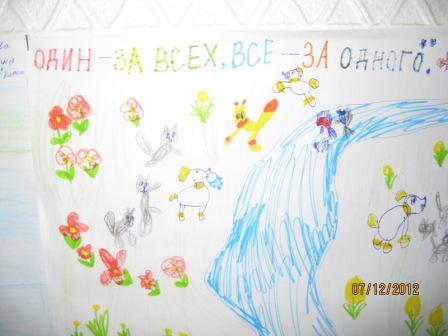 ОДИН - ЗА ВСЕХ, ВСЕ - ЗА ОДНОГО.
07/12/2012